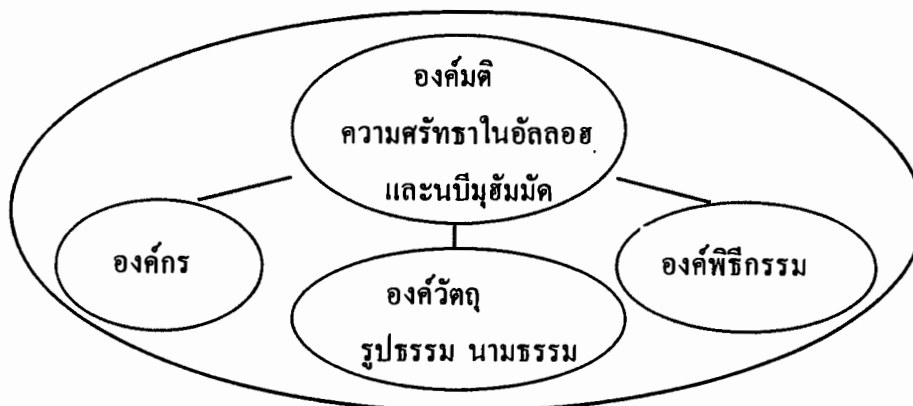 องค์มติ
ความศรัทธาในอัลลอฮ
และนบีมุฮัมมัด
องค์กร
องค์พิธีกรรม
องค์วัตถุ
รูปธรรม นามธรรม